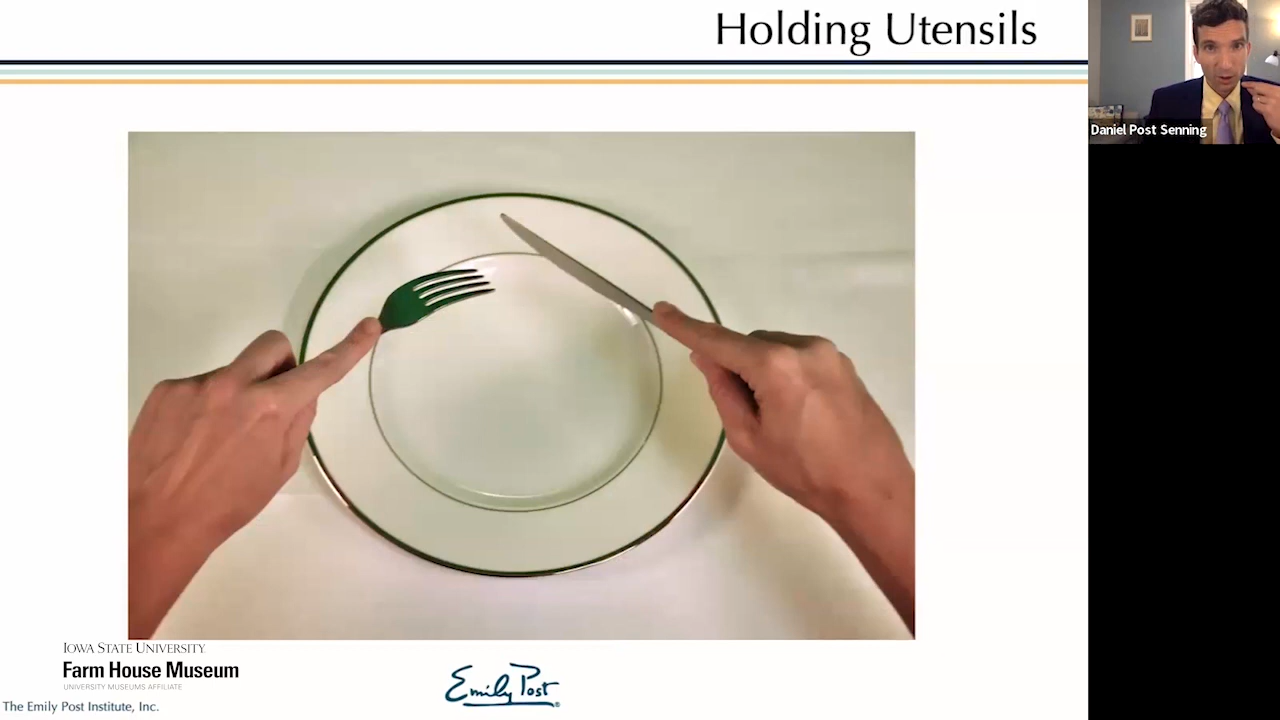 Holding Utensils
Daniel Post Senning
IOWA STATE UNIVERSITY
Farm House Museum
UNIVERSITY MUSEUMS AFFILIATE
Emily Post
The Emily Post Institute, Inc.